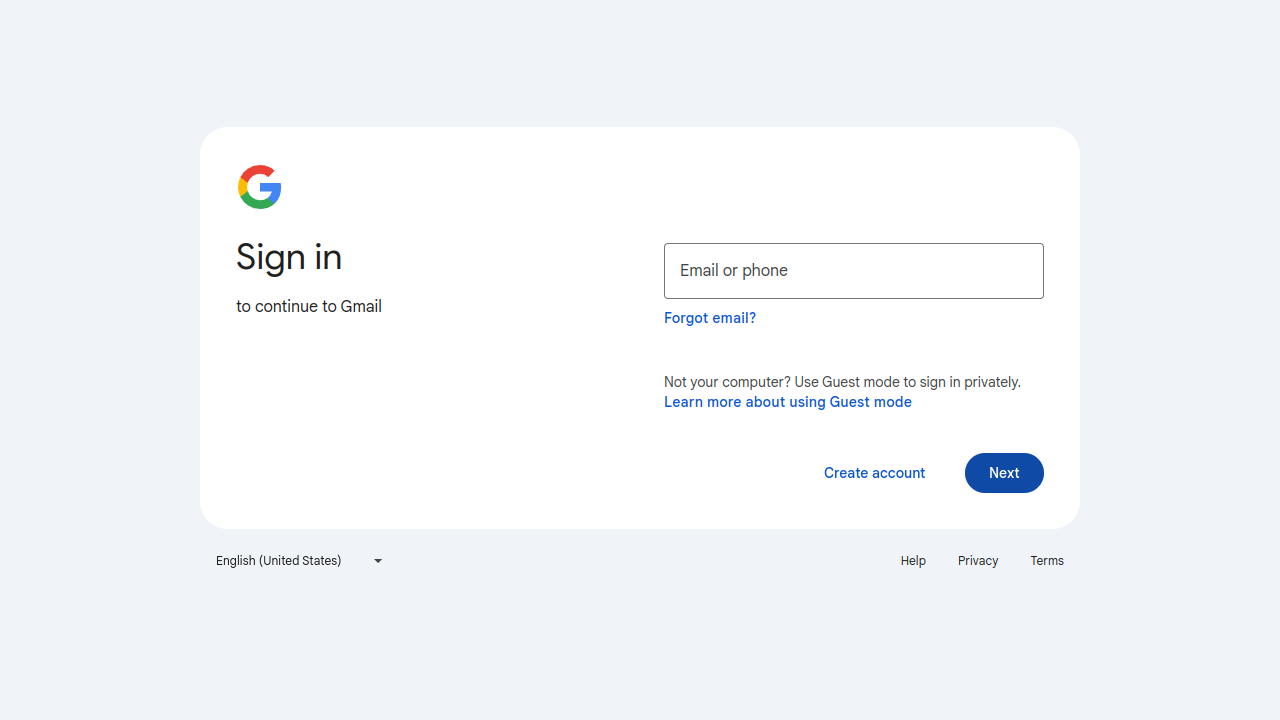 Sign in
to continue to Gmail
Email or phone
Forgot email?
Not your computer? Use Guest mode to sign in privately.
Learn more about using Guest mode
Create account
Next
English (United States)
Help
Privacy
Terms